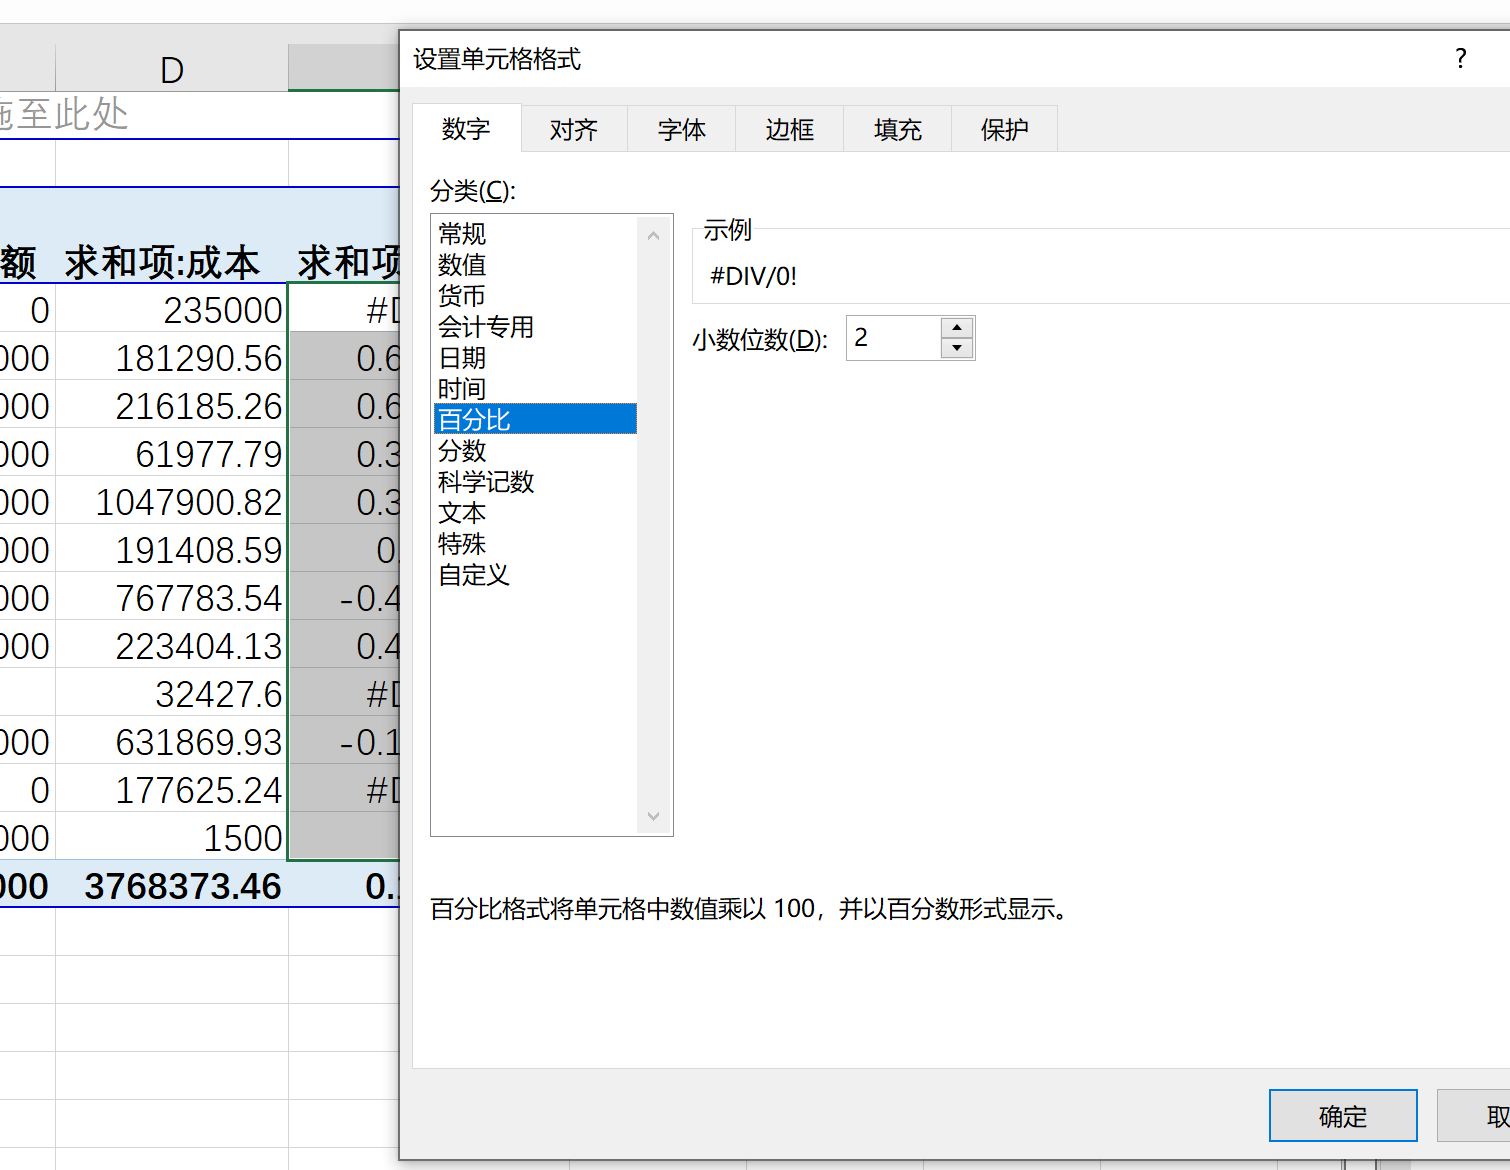 设置单元格格式 ?
D
拖至此处
数字 对齐 字体 边框 填充 保护
分类(C):
常规
数值
货币
会计专用
日期
时间
百分比
分数
科学记数
文本
特殊
自定义
示例
#DIV/0!
小数位数(D): 2
额 求和项:成本 求和项
0 235000 #D
000 181290.56 0.6
000 216185.26 0.6
000 61977.79 0.3
000 1047900.82 0.3
000 191408.59 0.
000 767783.54 -0.4
000 223404.13 0.4
32427.6 #D
000 631869.93 -0.1
0 177625.24 #D
000 1500
000 3768373.46 0.
百分比格式将单元格中数值乘以 100，并以百分数形式显示。
确定 取